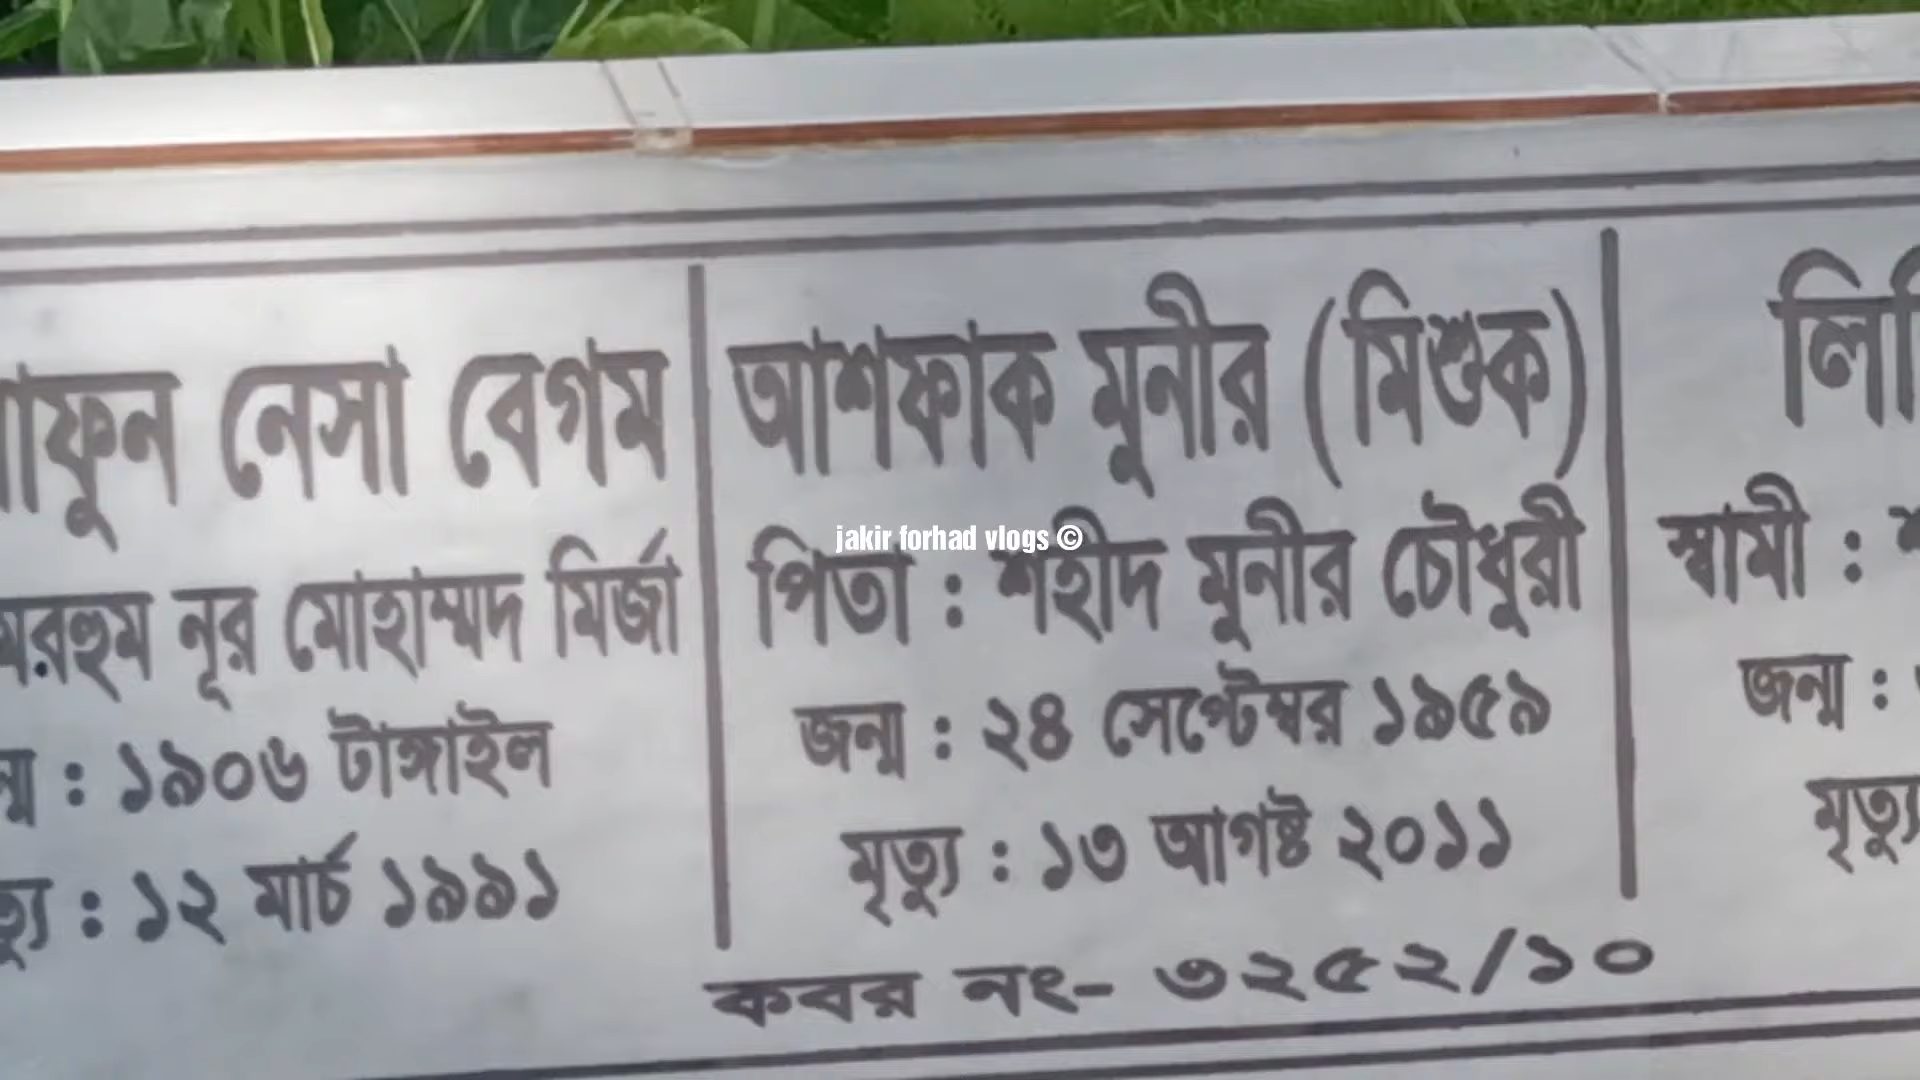 নেসা বেগম
মরহুম নূর মোহাম্মদ মির্জা
: ১৯০৬ টাঙ্গাইল
: ১২ মার্চ ১৯৯১
আশফাক মুনীর (মিশুক)
পিতা : শহীদ মুনীর চৌধুরী
জন্ম : ২৪ সেপ্টেম্বর ১৯৫৯
মৃত্যু : ১৩ আগষ্ট ২০১১
কবর নং- ৩২৫২/১০
স্বামী :
জন্ম :
মৃত্যু
jakir forhad vlogs ©